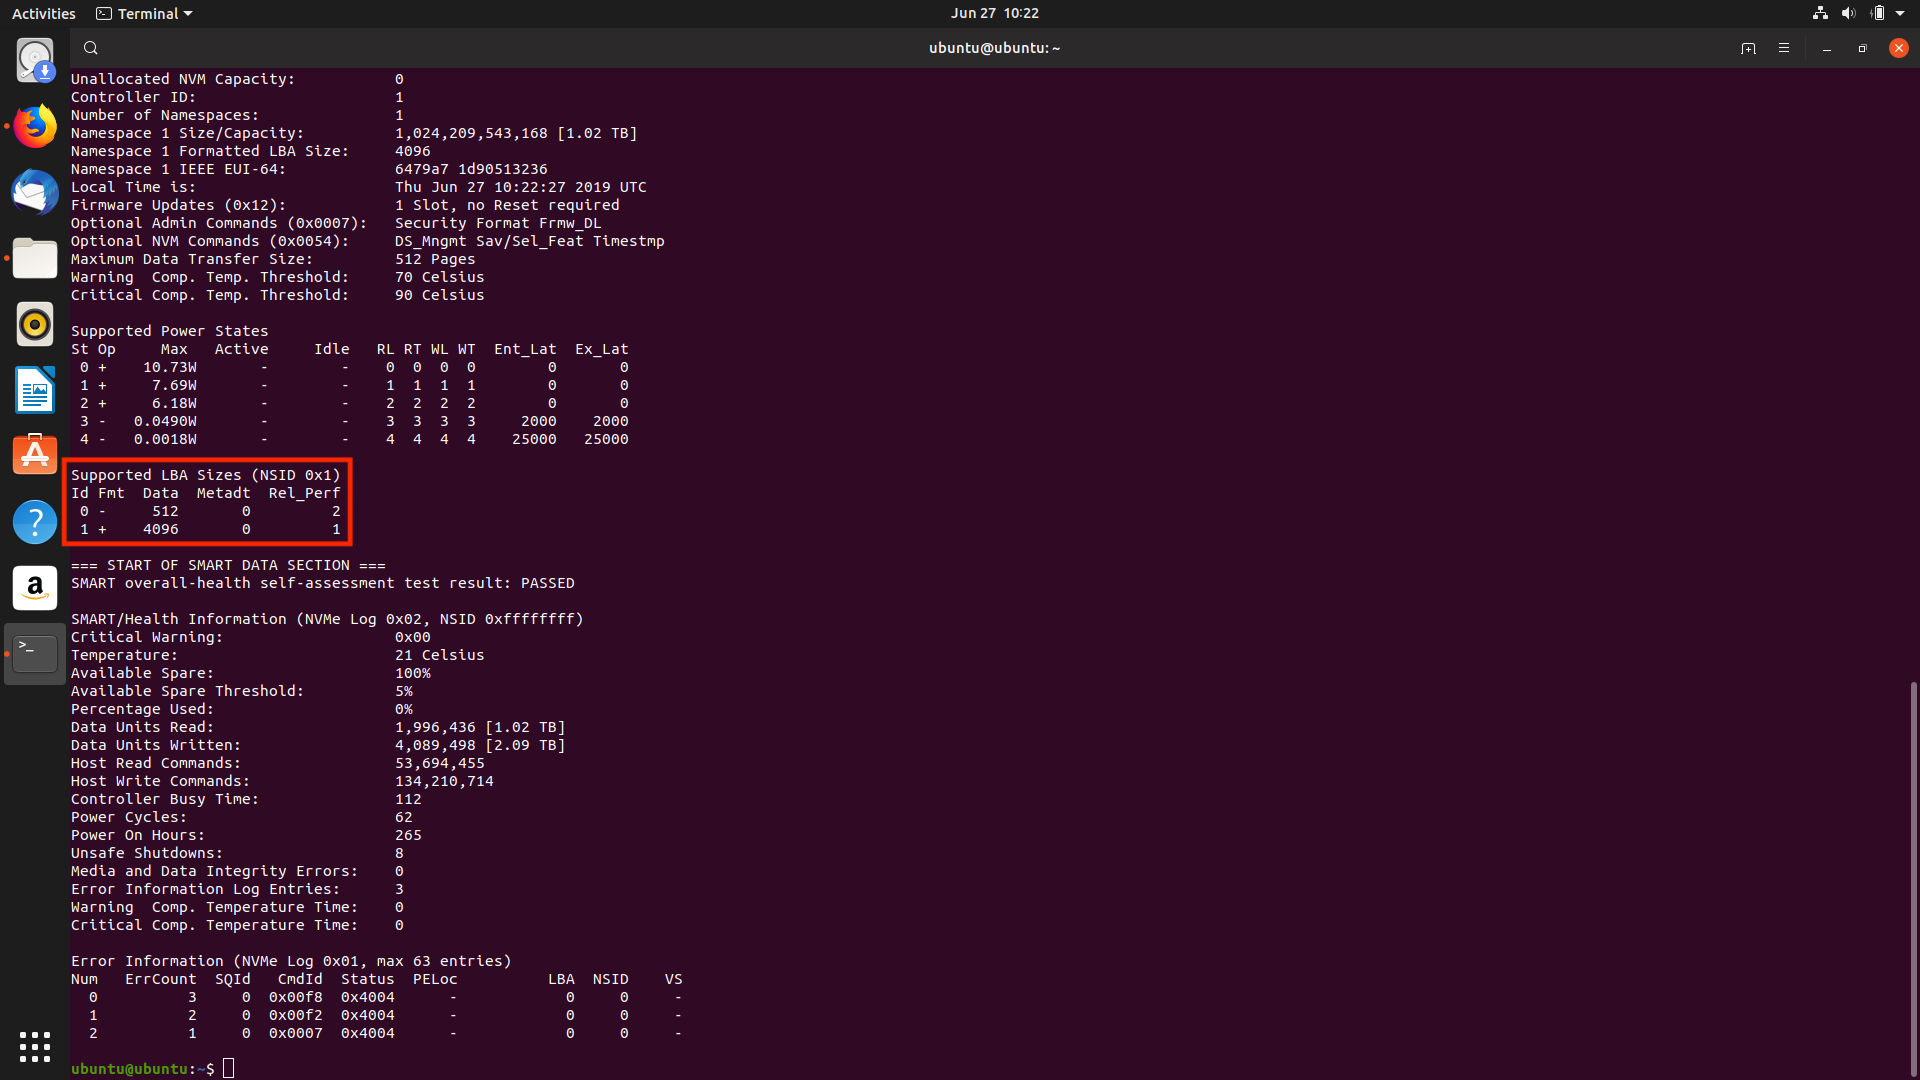 Activities Terminal Jun 27 10:22
ubuntu@ubuntu: ~
Unallocated NVM Capacity: 0
Controller ID: 1
Number of Namespaces: 1
Namespace 1 Size/Capacity: 1,024,209,543,168 [1.02 TB]
Namespace 1 Formatted LBA Size: 4096
Namespace 1 IEEE EUI-64: 6479a7 1d90513236
Local Time is: Thu Jun 27 10:22:27 2019 UTC
Firmware Updates (0x12): 1 Slot, no Reset required
Optional Admin Commands (0x0007): Security Format Frmw_DL
Optional NVM Commands (0x0054): DS_Mngmt Sav/Sel_Feat Timestmp
Maximum Data Transfer Size: 512 Pages
Warning  Comp. Temp. Threshold: 70 Celsius
Critical Comp. Temp. Threshold: 90 Celsius
Supported Power States
St Op Max Active Idle RL RT WL WT Ent_Lat Ex_Lat
0 + 10.73W - - 0 0 0 0 0 0
1 + 7.69W - - 1 1 1 1 0 0
2 + 6.18W - - 2 2 2 2 0 0
3 - 0.0490W - - 3 3 3 3 2000 2000
4 - 0.0018W - - 4 4 4 4 25000 25000
Supported LBA Sizes (NSID 0x1)
Id Fmt Data Metadt Rel_Perf
0 - 512 0 2
1 + 4096 0 1
=== START OF SMART DATA SECTION ===
SMART overall-health self-assessment test result: PASSED
SMART/Health Information (NVMe Log 0x02, NSID 0xffffffff)
Critical Warning: 0x00
Temperature: 21 Celsius
Available Spare: 100%
Available Spare Threshold: 5%
Percentage Used: 0%
Data Units Read: 1,996,436 [1.02 TB]
Data Units Written: 4,089,498 [2.09 TB]
Host Read Commands: 53,694,455
Host Write Commands: 134,210,714
Controller Busy Time: 112
Power Cycles: 62
Power On Hours: 265
Unsafe Shutdowns: 8
Media and Data Integrity Errors: 0
Error Information Log Entries: 3
Warning  Comp. Temperature Time: 0
Critical Comp. Temperature Time: 0
Error Information (NVMe Log 0x01, max 63 entries)
Num ErrCount SQId CmdId Status PELoc LBA NSID VS
0 3 0 0x00f8 0x4004 - 0 0 -
1 2 0 0x00f2 0x4004 - 0 0 -
2 1 0 0x0007 0x4004 - 0 0 -
ubuntu@ubuntu:~$